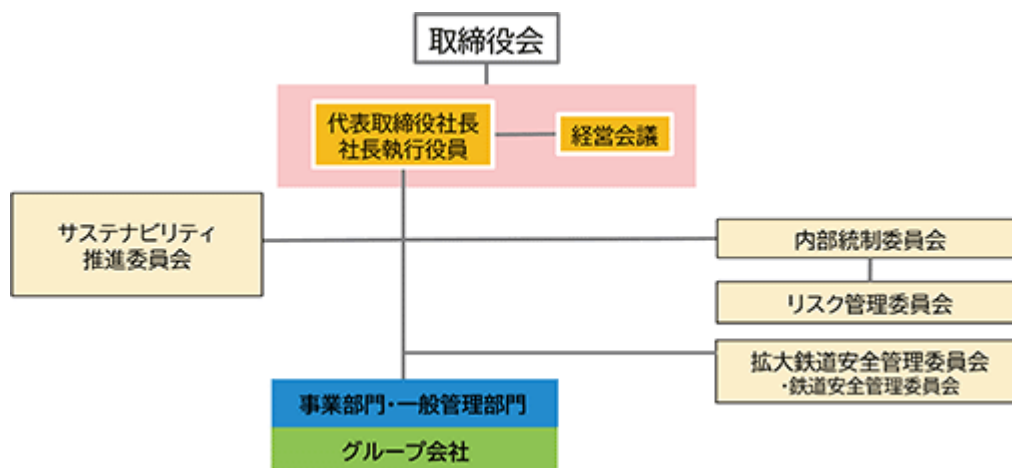 取締役会
代表取締役社長
社長執行役員
経営会議
サステナビリティ
推進委員会
内部統制委員会
リスク管理委員会
拡大鉄道安全管理委員会
・鉄道安全管理委員会
事業部門・一般管理部門
グループ会社